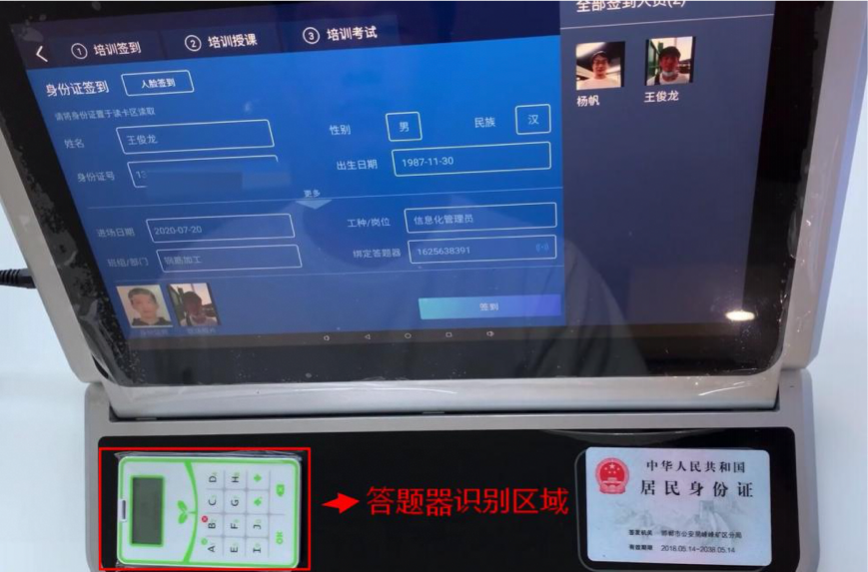 全部签到人员(2)
① 培训签到 ② 培训授课 ③ 培训考试
身份证签到 人脸签到
请将身份证置于读卡区读取
姓名 王俊龙 性别 男 民族 汉
身份证号 出生日期 1987-11-30
更多
进场日期 2020-07-20 工种/岗位 信息化管理员
班组/部门 钢筋加工 绑定答题器 1625638391
签到
杨帆 王俊龙
答题器识别区域
A B C D
E F G H
I J
OK
中华人民共和国
居民身份证
签发机关 邯郸市公安局峰峰矿区分局
有效期限 2018.05.14-2038.05.14